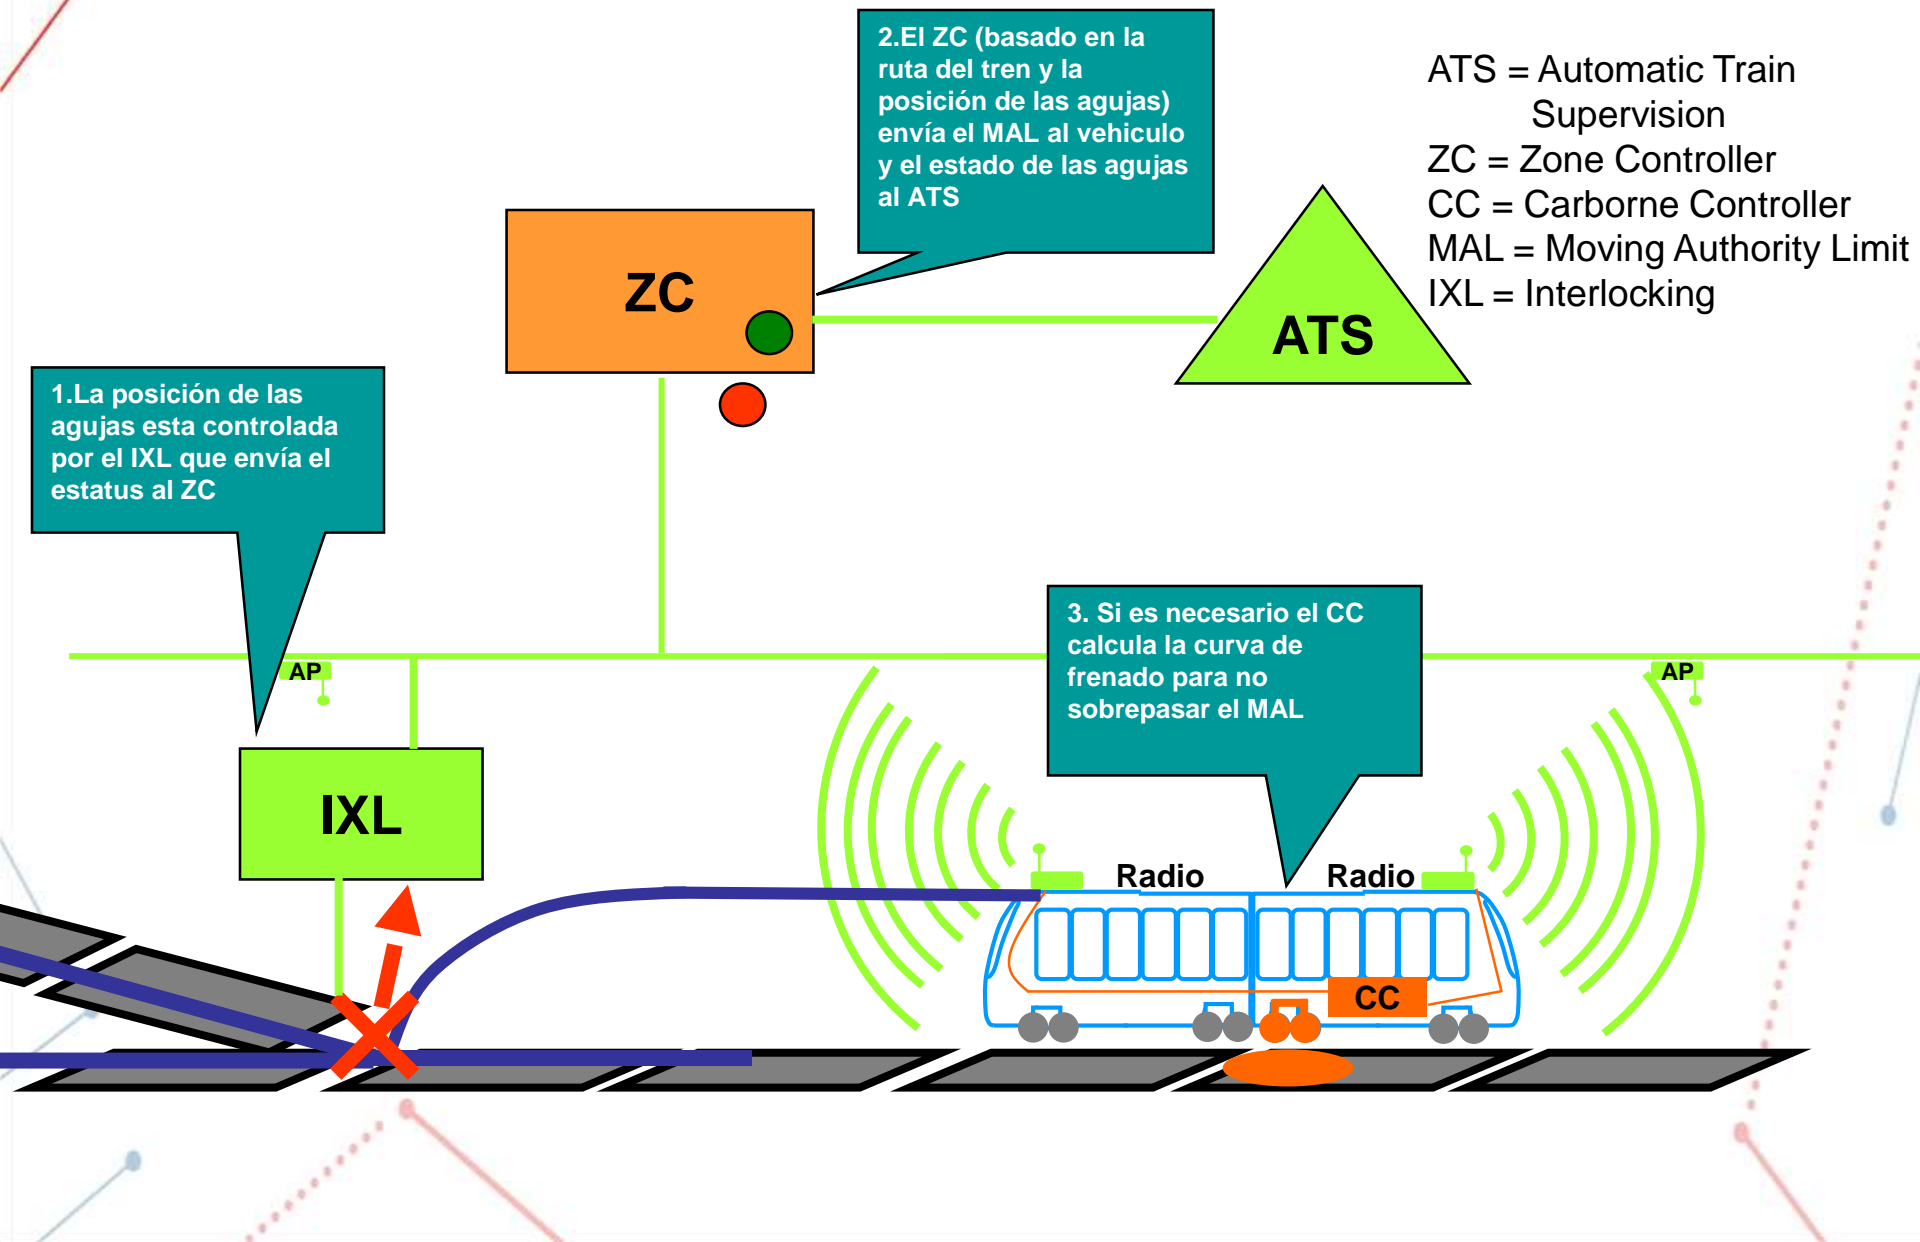 2.El ZC (basado en la
ruta del tren y la
posición de las agujas)
envía el MAL al vehiculo
y el estado de las agujas
al ATS
ATS = Automatic Train
Supervision
ZC = Zone Controller
CC = Carborne Controller
MAL = Moving Authority Limit
IXL = Interlocking
ZC
ATS
1.La posición de las
agujas esta controlada
por el IXL que envía el
estatus al ZC
3. Si es necesario el CC
calcula la curva de
frenado para no
sobrepasar el MAL
AP
AP
IXL
Radio
Radio
CC